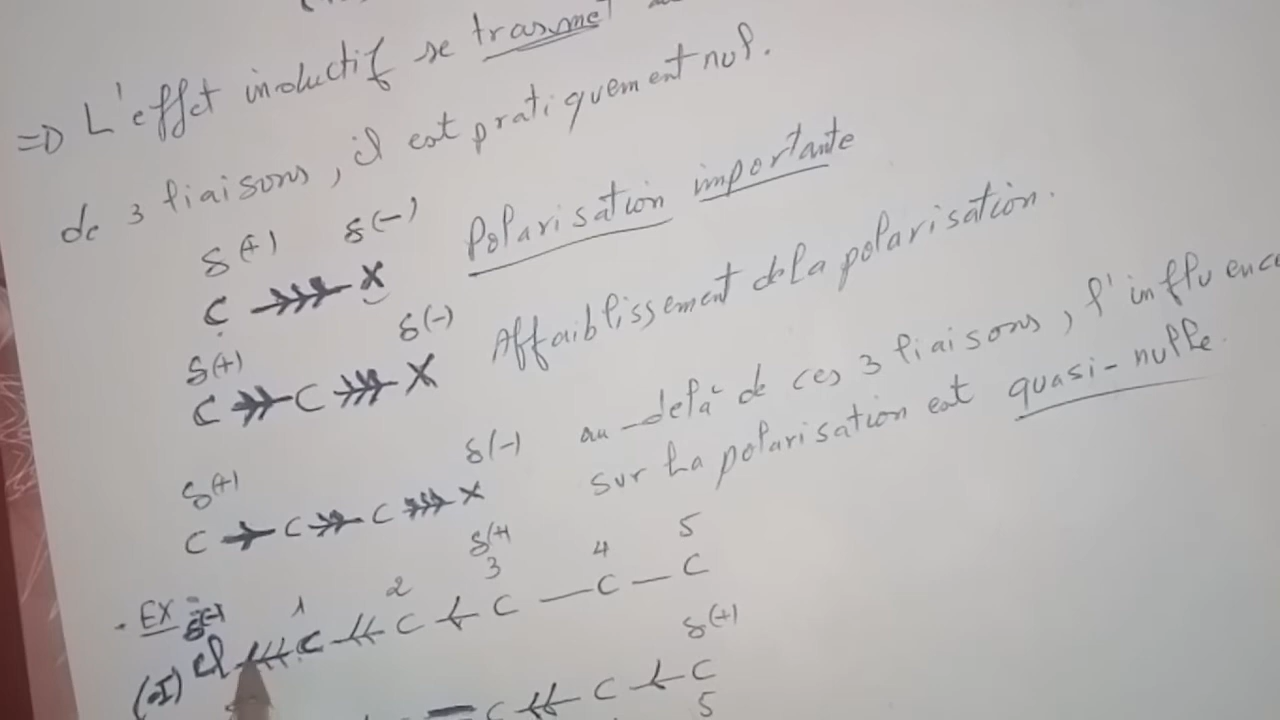 => L'effet inductif se trasmet
de 3 liaisons, il est pratiquement nul.
δ(+) δ(-)
C →→→ X Polarisation importante
δ(+) δ(-)
C →→ C →→→ X Affaiblissement de la polarisation.
δ(+) δ(-)
C → C →→ C →→→ X au-delà de ces 3 liaisons, l'influence
sur la polarisation est quasi-nulle.
. EX δ(-) 1 2 3 δ(+) 4 5
(-I) Cl ←←← C ←← C ← C — C — C
δ(+)
C ←← C ← C
5